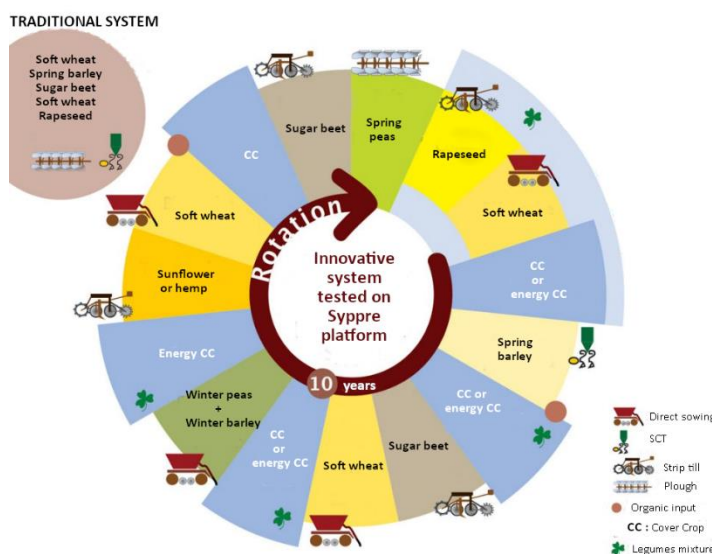 TRADITIONAL SYSTEM
Soft wheat
Spring barley
Sugar beet
Soft wheat
Rapeseed
Sugar beet
Spring
peas
Rapeseed
Soft wheat
CC
or
energy CC
Spring
barley
CC or
energy CC
Sugar beet
Soft wheat
CC
or
energy CC
Winter peas
+
Winter barley
Energy CC
Sunflower
or hemp
Soft wheat
CC
Rotation
Innovative
system
tested on
Syppre
platform
10 years
Direct sowing
SCT
Strip till
Plough
Organic input
CC : Cover Crop
Legumes mixture